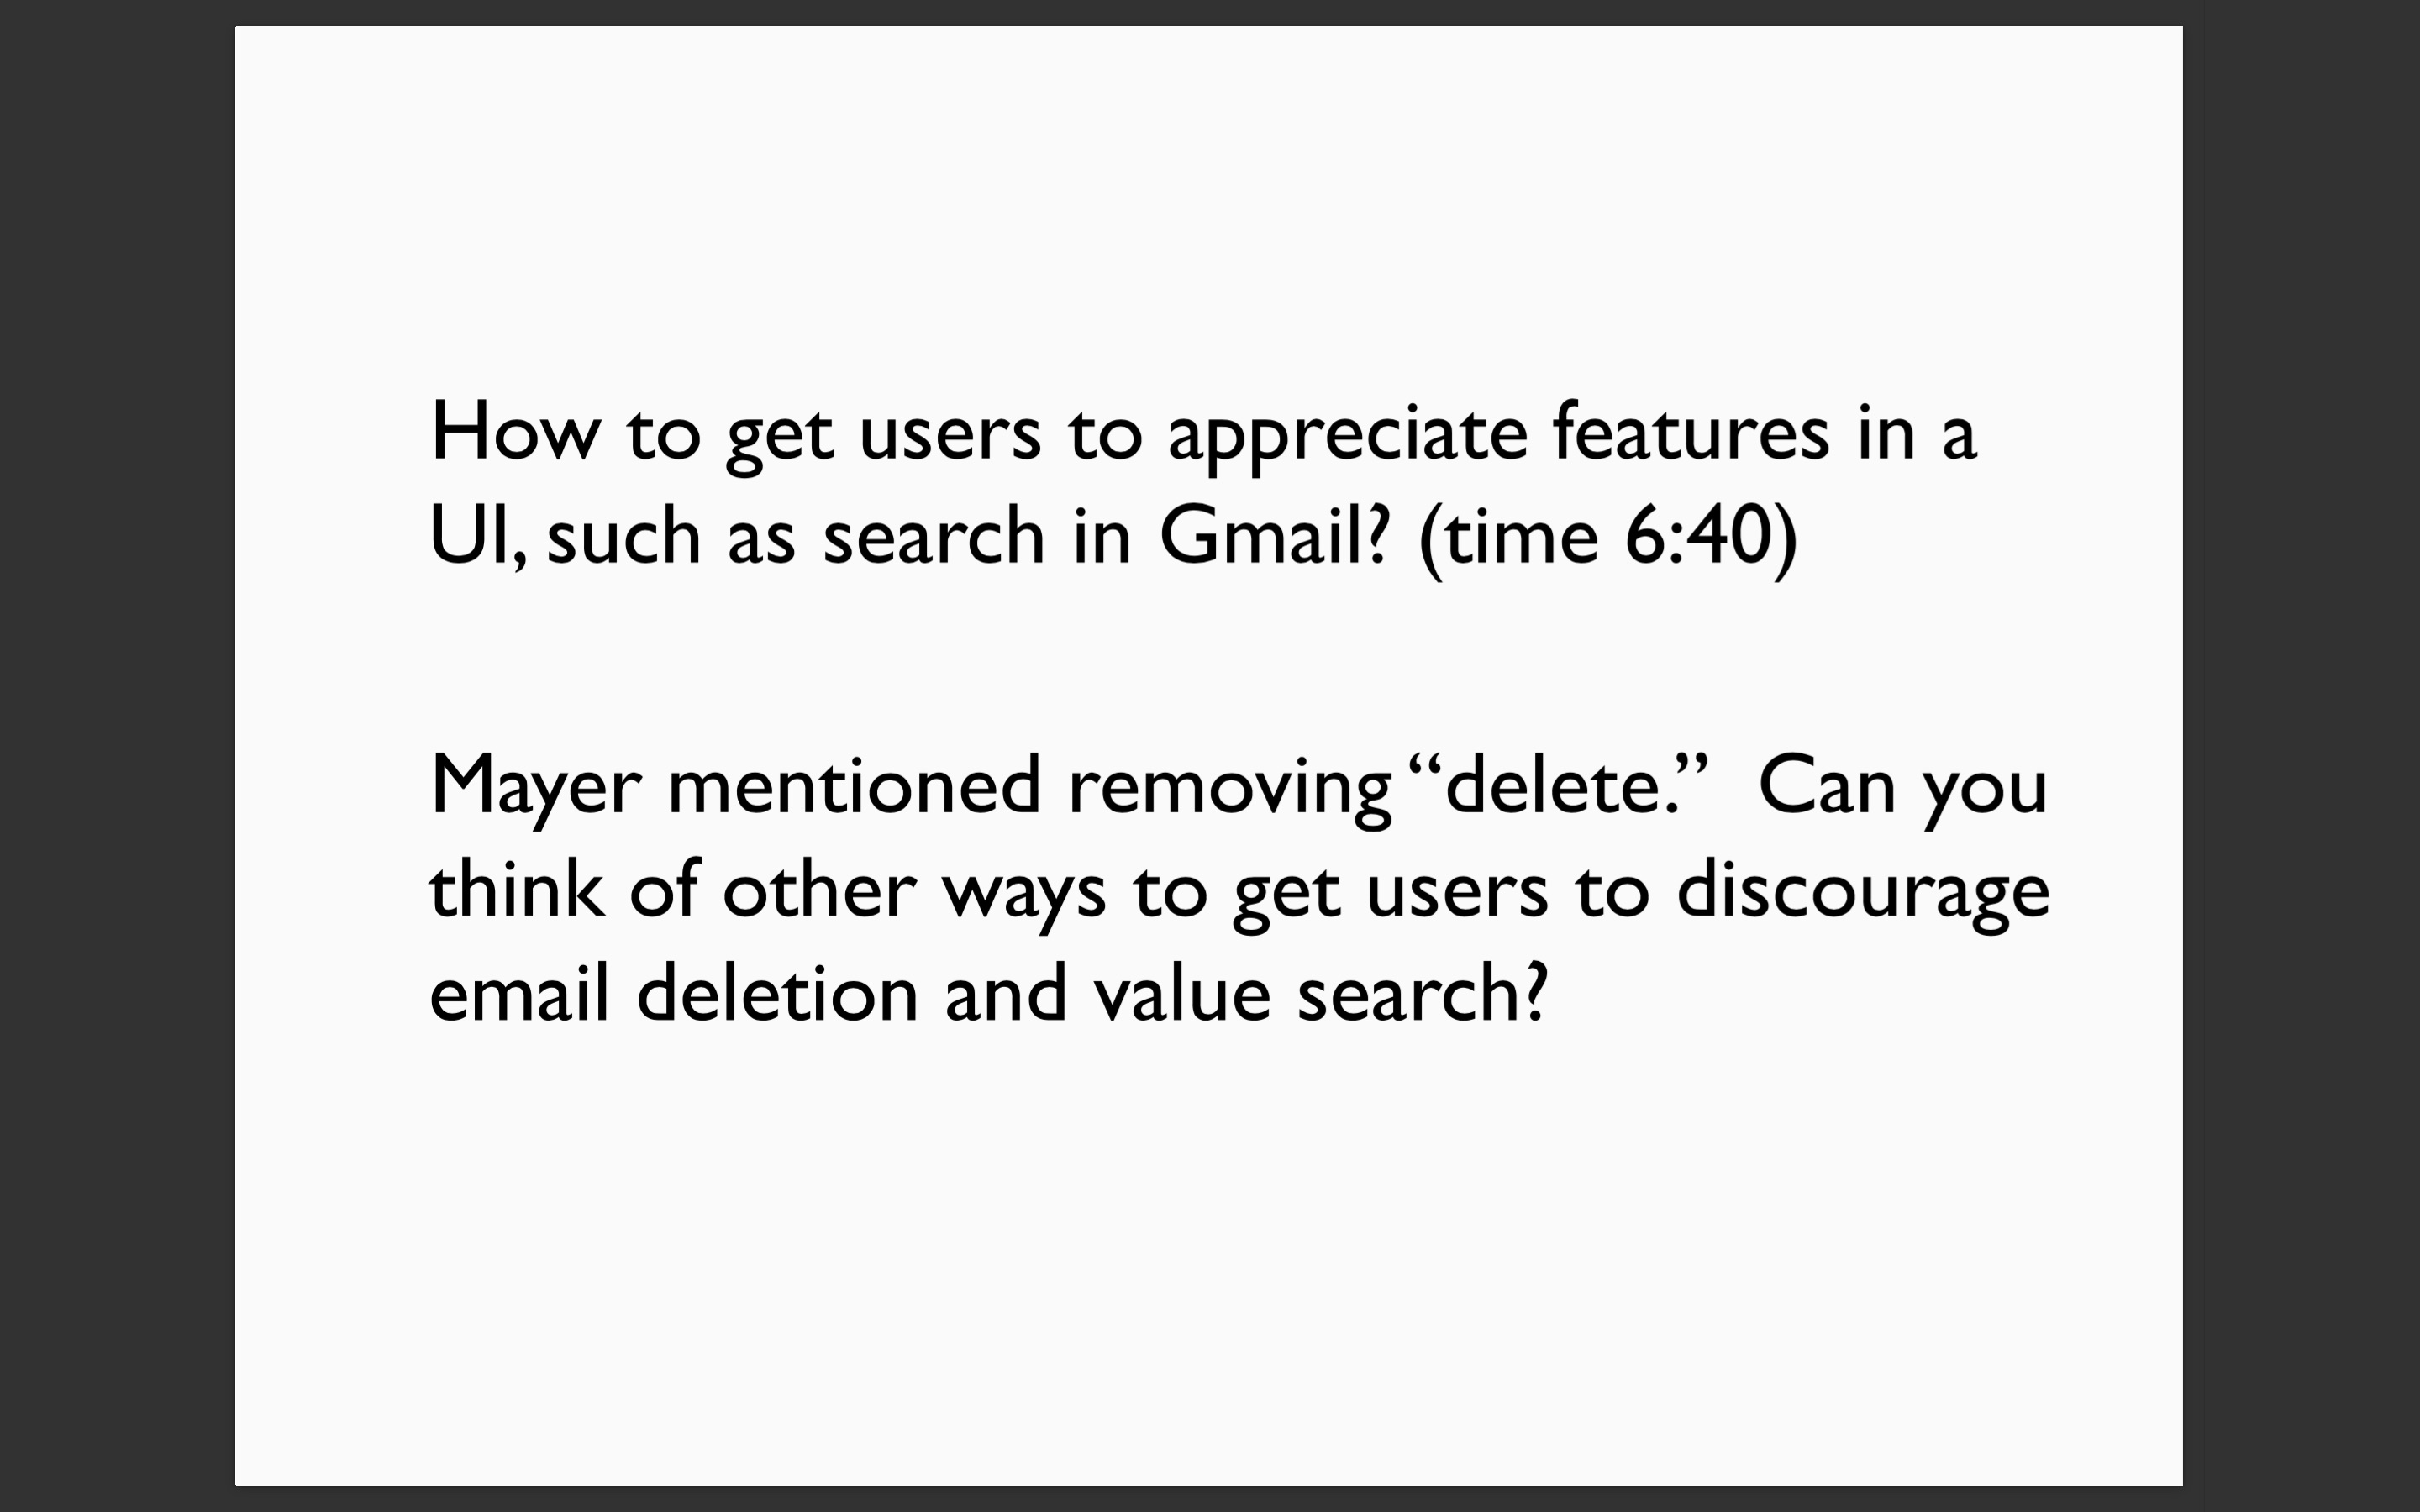 How to get users to appreciate features in a
UI, such as search in Gmail? (time 6:40)
Mayer mentioned removing “delete.” Can you
think of other ways to get users to discourage
email deletion and value search?